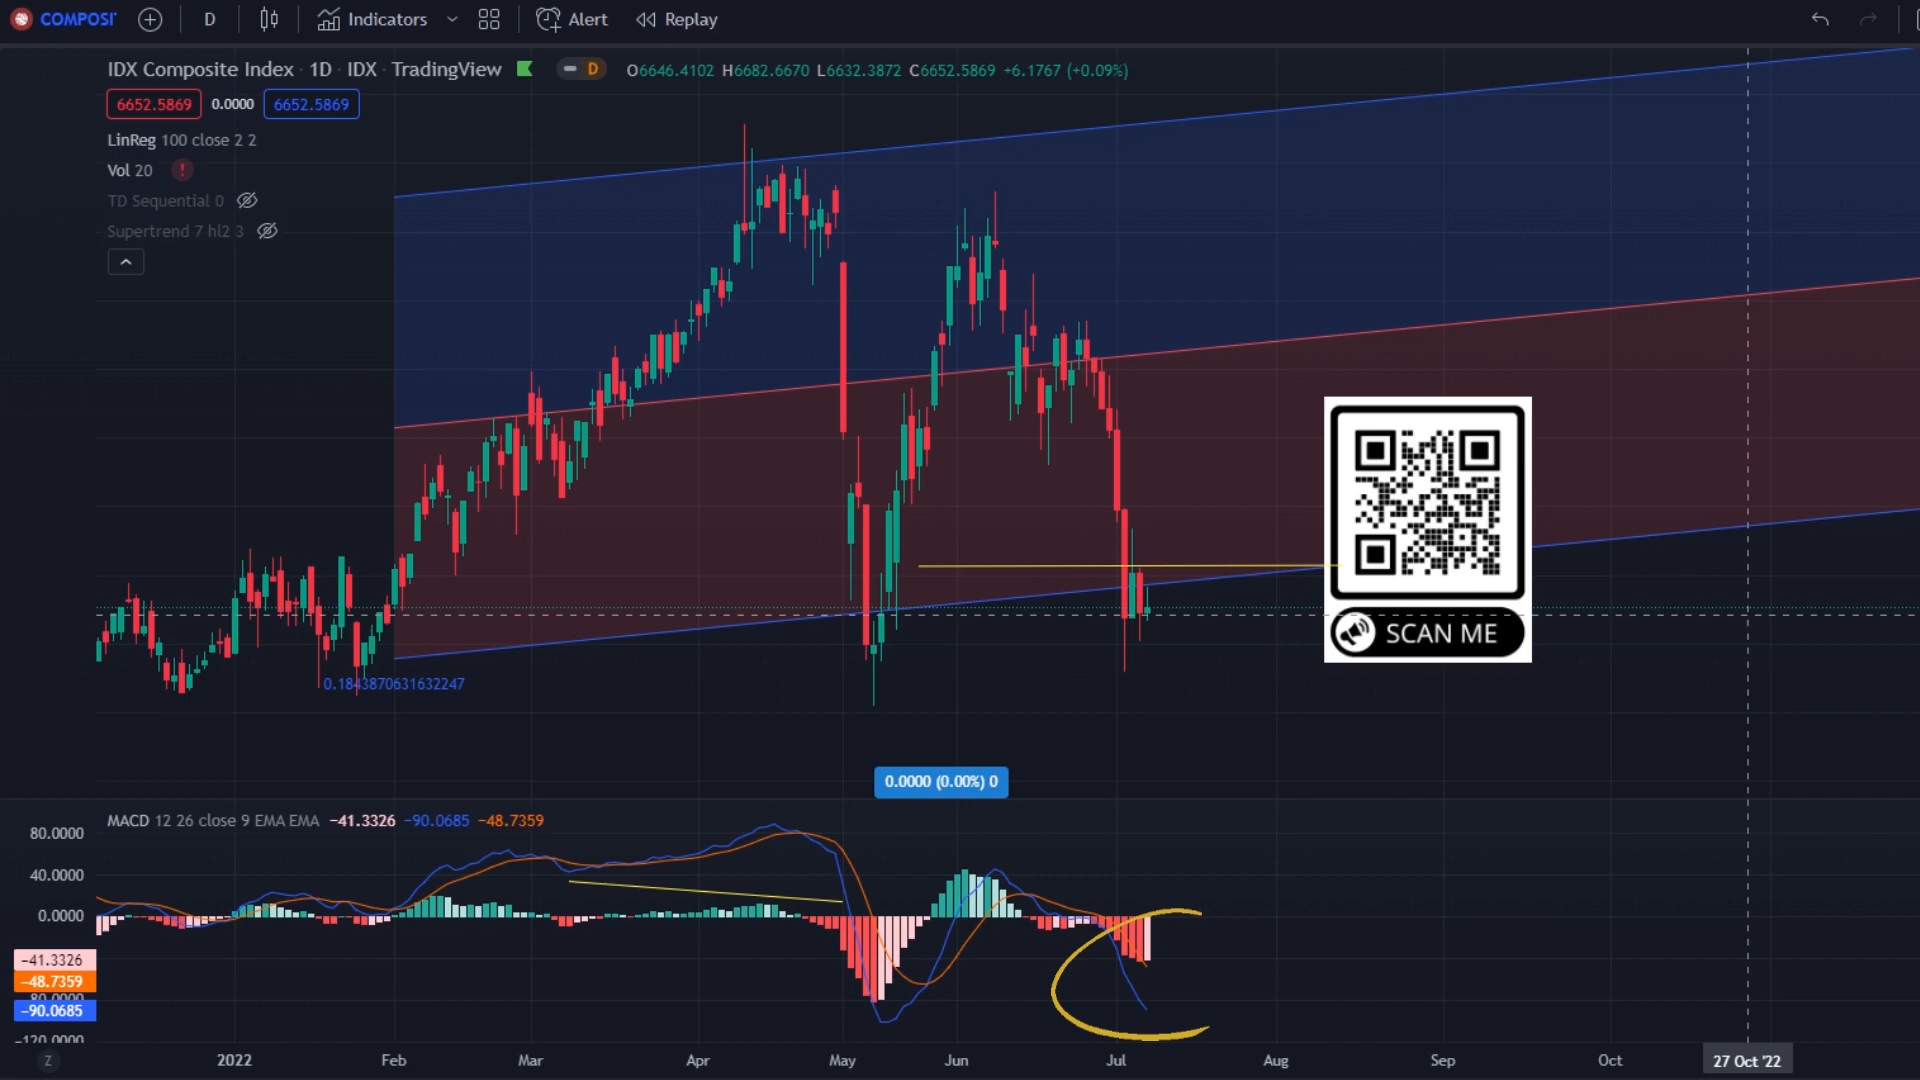 COMPOSI
D
Indicators
Alert
Replay
IDX Composite Index · 1D · IDX · TradingView
D
O6646.4102 H6682.6670 L6632.3872 C6652.5869 +6.1767 (+0.09%)
6652.5869 0.0000 6652.5869
LinReg 100 close 2 2
Vol 20 !
TD Sequential 0
Supertrend 7 hl2 3
SCAN ME
0.1843870631632247
0.0000 (0.00%) 0
MACD 12 26 close 9 EMA EMA −41.3326 −90.0685 −48.7359
80.0000
40.0000
0.0000
−41.3326
−48.7359
−80.0000
−90.0685
−120.0000
Z
2022 Feb Mar Apr May Jun Jul Aug Sep Oct 27 Oct '22